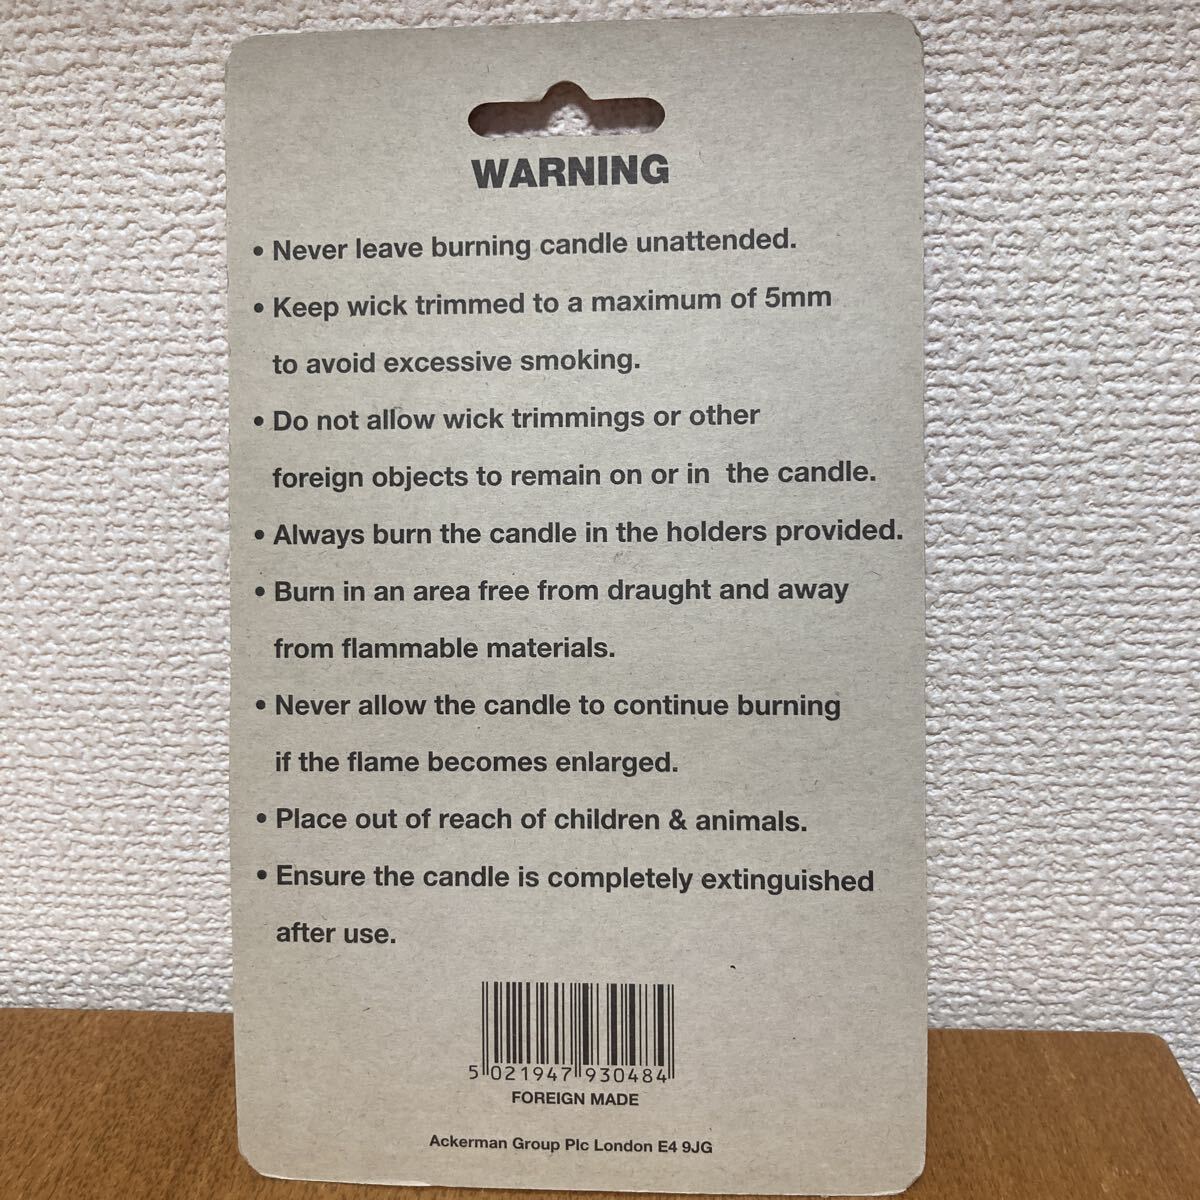 WARNING
• Never leave burning candle unattended.
• Keep wick trimmed to a maximum of 5mm
to avoid excessive smoking.
• Do not allow wick trimmings or other
foreign objects to remain on or in the candle.
• Always burn the candle in the holders provided.
• Burn in an area free from draught and away
from flammable materials.
• Never allow the candle to continue burning
if the flame becomes enlarged.
• Place out of reach of children & animals.
• Ensure the candle is completely extinguished
after use.
5 021947 930484
FOREIGN MADE
Ackerman Group Plc London E4 9JG